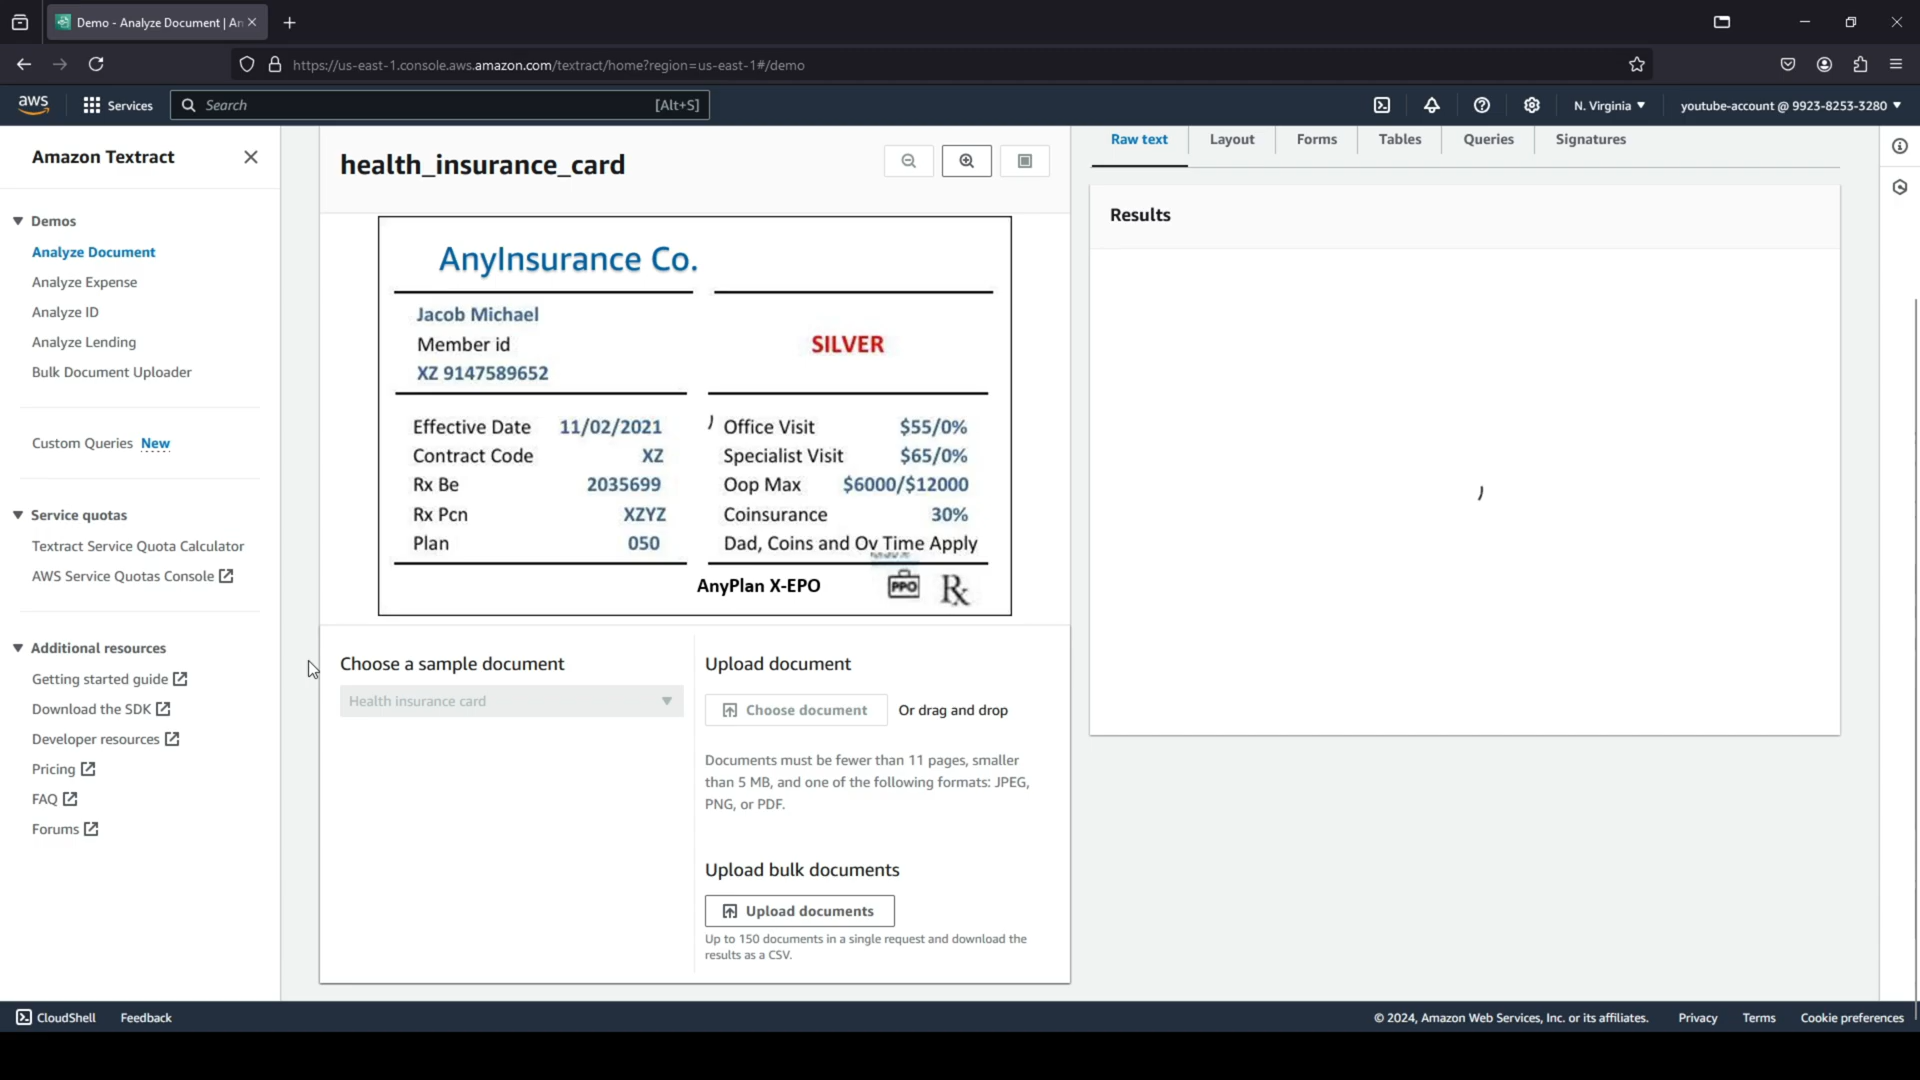 Demo - Analyze Document | An
https://us-east-1.console.aws.amazon.com/textract/home?region=us-east-1#/demo
aws
Services
Search
[Alt+S]
N. Virginia
youtube-account @ 9923-8253-3280
Amazon Textract
Demos
Analyze Document
Analyze Expense
Analyze ID
Analyze Lending
Bulk Document Uploader
Custom Queries New
Service quotas
Textract Service Quota Calculator
AWS Service Quotas Console
Additional resources
Getting started guide
Download the SDK
Developer resources
Pricing
FAQ
Forums
health_insurance_card
AnyInsurance Co.
Jacob Michael
Member id
XZ 9147589652
SILVER
Effective Date 11/02/2021
Contract Code XZ
Rx Be 2035699
Rx Pcn XZYZ
Plan 050
Office Visit $55/0%
Specialist Visit $65/0%
Oop Max $6000/$12000
Coinsurance 30%
Dad, Coins and Ov Time Apply
AnyPlan X-EPO
PPO
Rx
Choose a sample document
Health insurance card
Upload document
Choose document
Or drag and drop
Documents must be fewer than 11 pages, smaller
than 5 MB, and one of the following formats: JPEG,
PNG, or PDF.
Upload bulk documents
Upload documents
Up to 150 documents in a single request and download the
results as a CSV.
Raw text
Layout
Forms
Tables
Queries
Signatures
Results
CloudShell
Feedback
© 2024, Amazon Web Services, Inc. or its affiliates.
Privacy
Terms
Cookie preferences